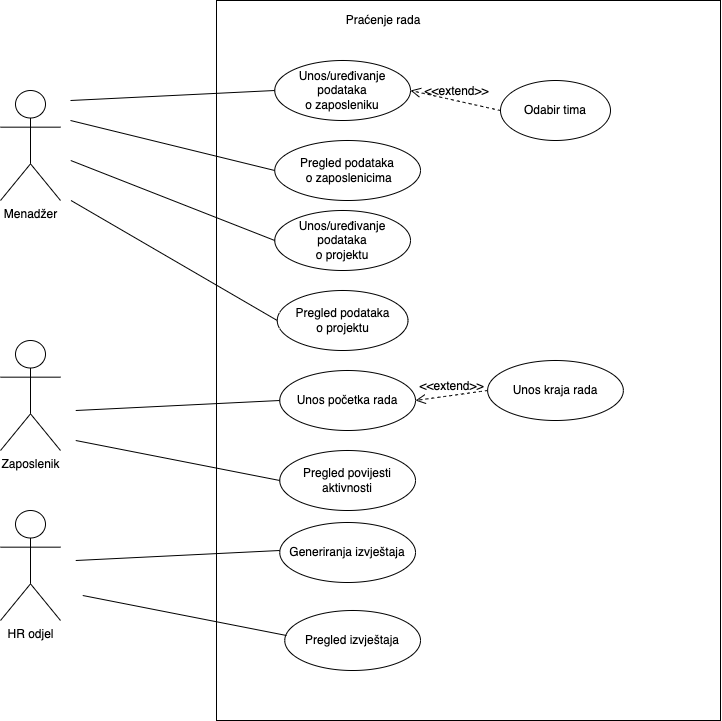 Praćenje rada
Unos/uređivanje
podataka
o zaposleniku
<<extend>>
Odabir tima
Pregled podataka
o zaposlenicima
Menadžer
Unos/uređivanje
podataka
o projektu
Pregled podataka
o projektu
<<extend>>
Unos početka rada
Unos kraja rada
Zaposlenik
Pregled povijesti
aktivnosti
Generiranja izvještaja
HR odjel
Pregled izvještaja